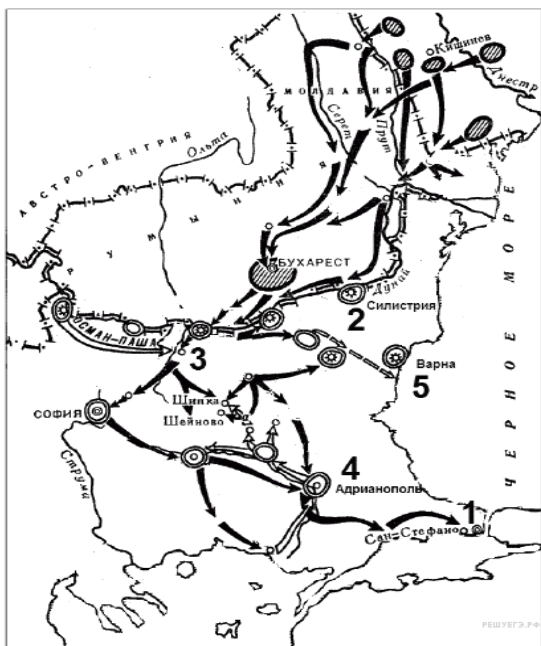 Кишинев
Днестр
МОЛДАВИЯ
Серет
Прут
Ольта
АВСТРО-ВЕНГРИЯ
РУМЫНИЯ
БУХАРЕСТ
Дунай
2
Силистрия
ОСМАН-ПАША
3
Варна
5
Шипка
Шейново
СОФИЯ
Струма
4
Адрианополь
1
Сан-Стефано
ЧЕРНОЕ МОРЕ
РЕШУЕГЭ.РФ